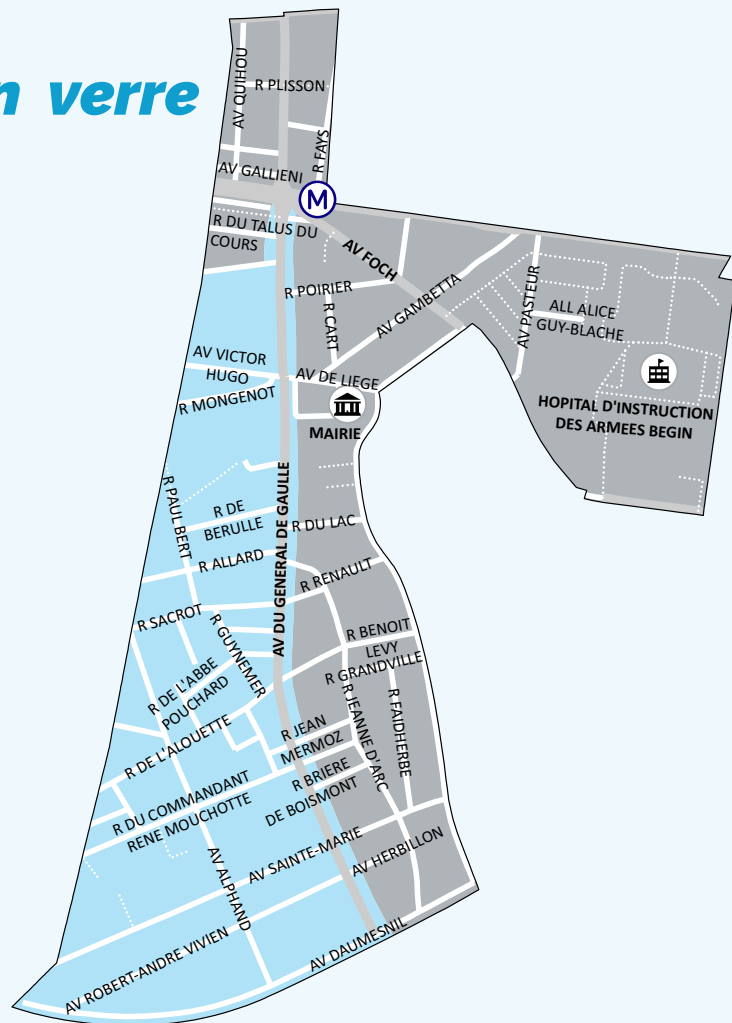 n verre
AV QUIHOU
R PLISSON
R FAYS
AV GALLIENI
M
R DU TALUS DU
COURS
AV FOCH
R POIRIER
R CART
AV GAMBETTA
AV PASTEUR
ALL ALICE
GUY-BLACHE
AV VICTOR
HUGO
AV DE LIEGE
R MONGENOT
MAIRIE
HOPITAL D'INSTRUCTION
DES ARMEES BEGIN
R PAUL BERT
R DE
BERULLE
AV DU GENERAL DE GAULLE
R DU LAC
R ALLARD
R RENAULT
R SACROT
R GUYNEMER
R BENOIT
LEVY
R GRANDVILLE
R DE L'ABBE
POUCHARD
R JEANNE D'ARC
R FAIDHERBE
R DE L'ALOUETTE
R JEAN
MERMOZ
R BRIERE
DE BOISMONT
R DU COMMANDANT
RENE MOUCHOTTE
AV SAINTE-MARIE
AV HERBILLON
AV ALPHAND
AV ROBERT-ANDRE VIVIEN
AV DAUMESNIL